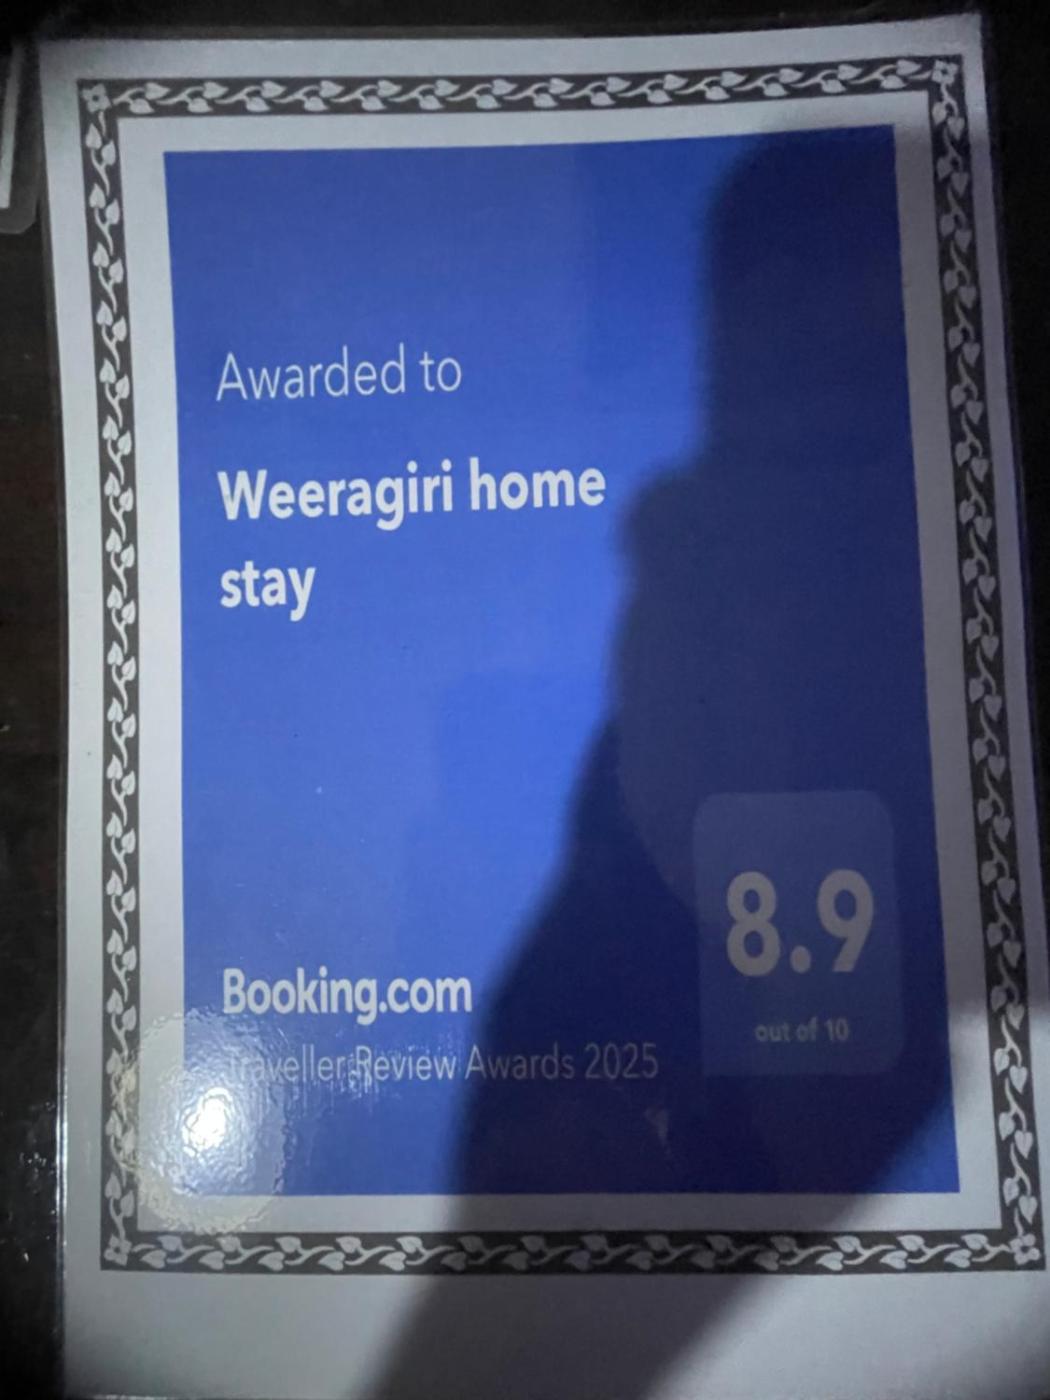 Awarded to
Weeragiri home
stay
8.9
out of 10
Booking.com
Traveller Review Awards 2025